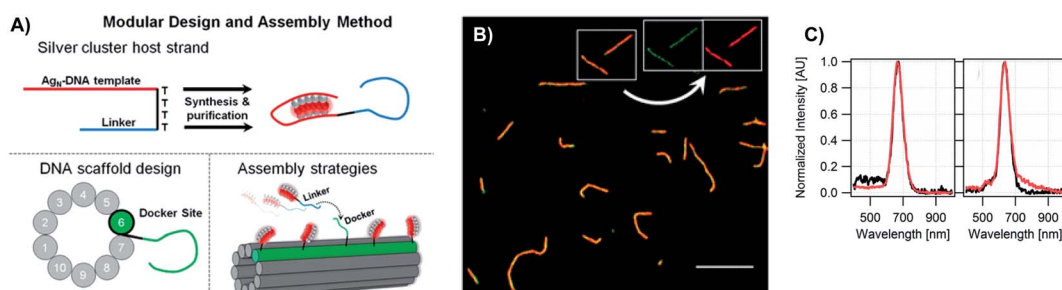 A)
Modular Design and Assembly Method
Silver cluster host strand
AgN-DNA template
T
T
T
T
Linker
Synthesis &
purification
DNA scaffold design
4
3
5
2
6
1
7
10
8
9
Docker Site
Assembly strategies
Linker
Docker
B)
C)
Normalized Intensity [AU]
1.0
0.8
0.6
0.4
0.2
0.0
500
700
900
500
700
900
Wavelength [nm]
Wavelength [nm]